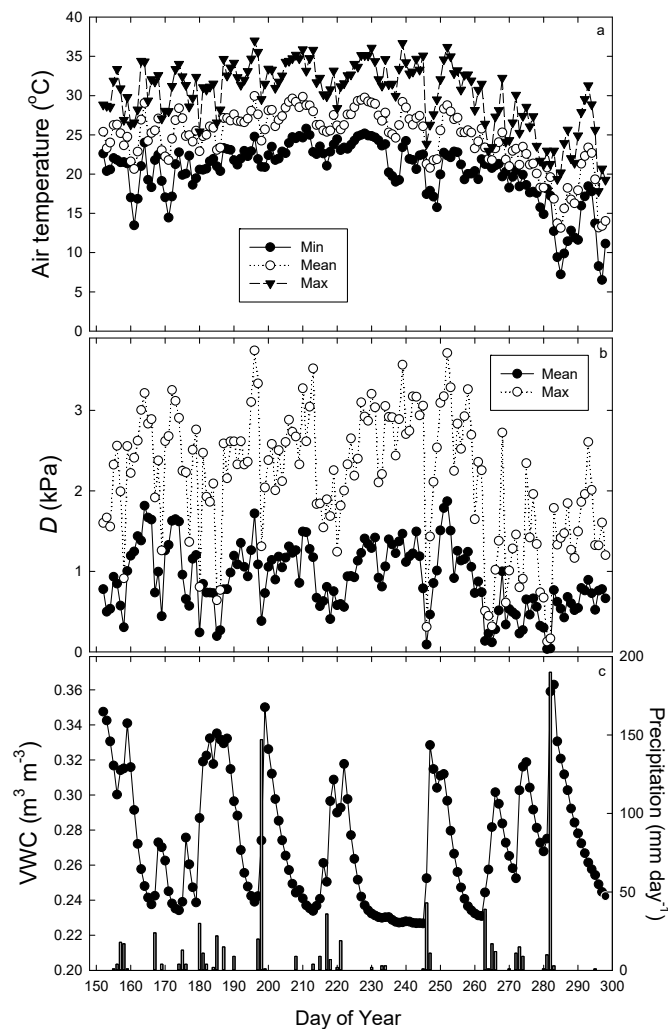 a
40
35
30
25
20
15
10
5
0
Air temperature (°C)
Min
Mean
Max
b
3
2
1
0
D (kPa)
Mean
Max
c
0.36
0.34
0.32
0.30
0.28
0.26
0.24
0.22
0.20
VWC (m³ m⁻³)
200
150
100
50
0
Precipitation (mm day⁻¹)
150 160 170 180 190 200 210 220 230 240 250 260 270 280 290 300
Day of Year